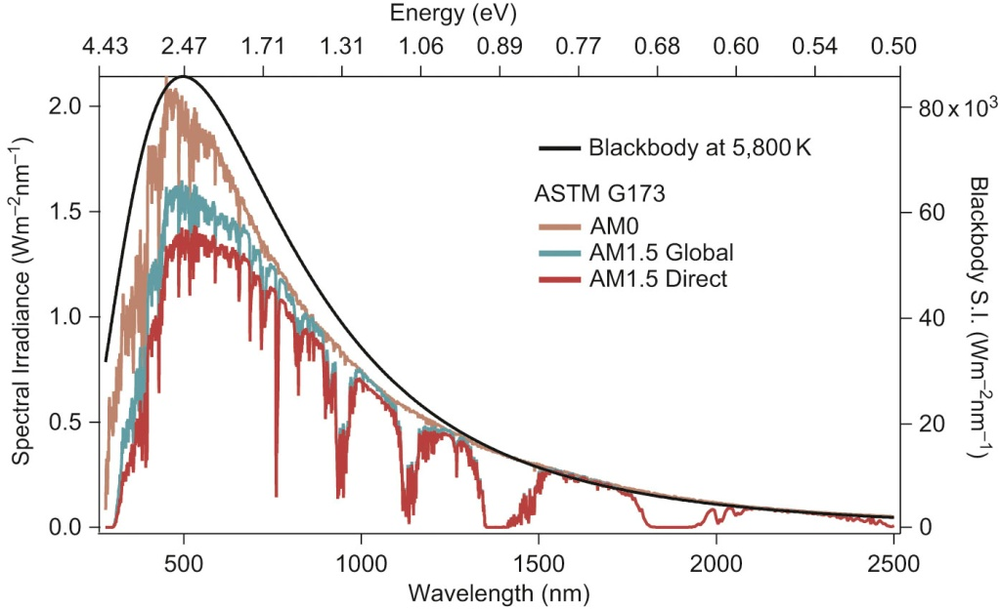 Energy (eV)
4.43 2.47 1.71 1.31 1.06 0.89 0.77 0.68 0.60 0.54 0.50
Spectral Irradiance (Wm⁻²nm⁻¹)
2.0
1.5
1.0
0.5
0.0
Blackbody at 5,800 K
ASTM G173
AM0
AM1.5 Global
AM1.5 Direct
80 x 10³
60
40
20
0
Blackbody S.I. (Wm⁻²nm⁻¹)
500 1000 1500 2000 2500
Wavelength (nm)